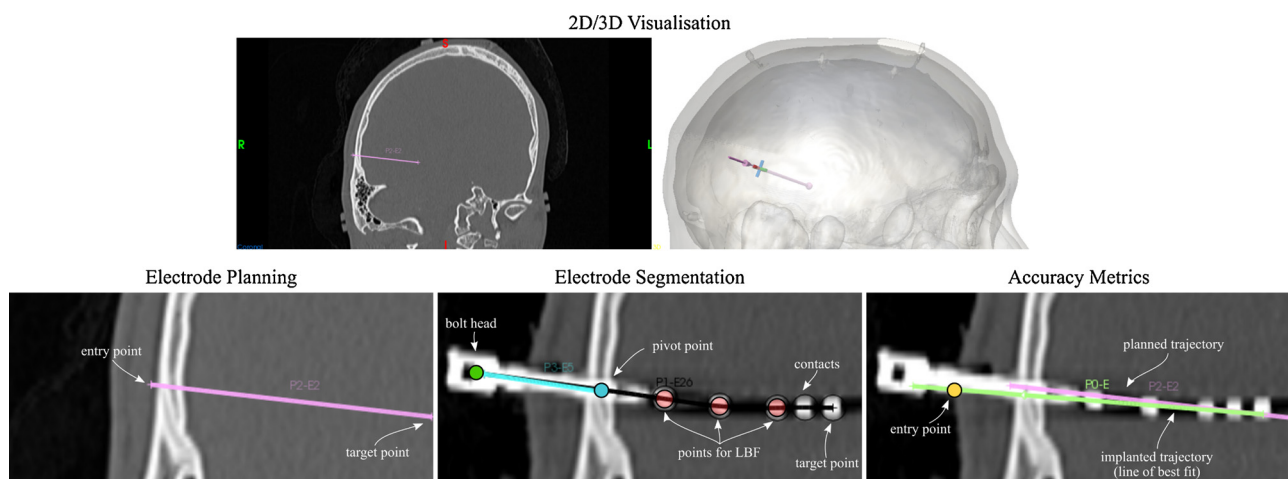 2D/3D Visualisation
S
R
P2-E2
L
I
Coronal
Electrode Planning
Electrode Segmentation
Accuracy Metrics
entry point
P2-E2
target point
bolt head
pivot point
P1-E26
contacts
points for LBF
target point
planned trajectory
P0-E
P2-E2
entry point
implanted trajectory
(line of best fit)